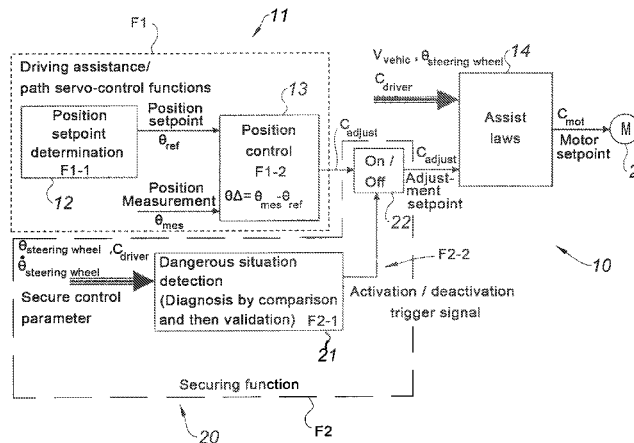 F1
11
Driving assistance/
path servo-control functions
Position
setpoint
determination
F1-1
12
Position
setpoint
θref
Position
Measurement
θmes
13
Position
control
F1-2
θΔ= θmes-θref
Cadjust
Vvehic , θsteering wheel
Cdriver
14
Assist
laws
Cmot
Motor
setpoint
M
2
On /
Off
22
Cadjust
Adjust-
ment
setpoint
10
θsteering wheel ,Cdriver
θ̇steering wheel
Secure control
parameter
Dangerous situation
detection
(Diagnosis by comparison
and then validation)
F2-1
21
F2-2
Activation / deactivation
trigger signal
Securing function
20
F2